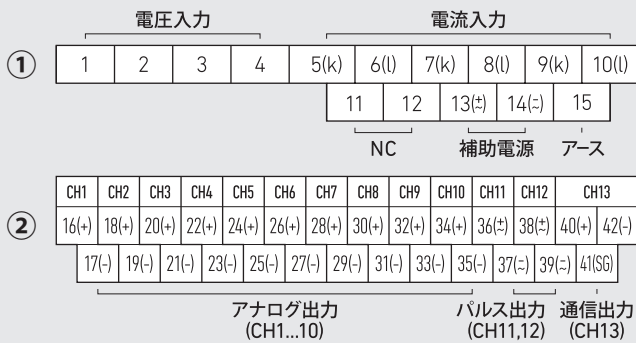 電圧入力 電流入力
① 1 2 3 4 5(k) 6(l) 7(k) 8(l) 9(k) 10(l)
11 12 13(±) 14(-) 15
NC 補助電源 アース
CH1 CH2 CH3 CH4 CH5 CH6 CH7 CH8 CH9 CH10 CH11 CH12 CH13
② 16(+) 18(+) 20(+) 22(+) 24(+) 26(+) 28(+) 30(+) 32(+) 34(+) 36(±) 38(±) 40(+) 42(-)
17(-) 19(-) 21(-) 23(-) 25(-) 27(-) 29(-) 31(-) 33(-) 35(-) 37(-) 39(-) 41(SG)
アナログ出力 パルス出力 通信出力
(CH1...10) (CH11,12) (CH13)